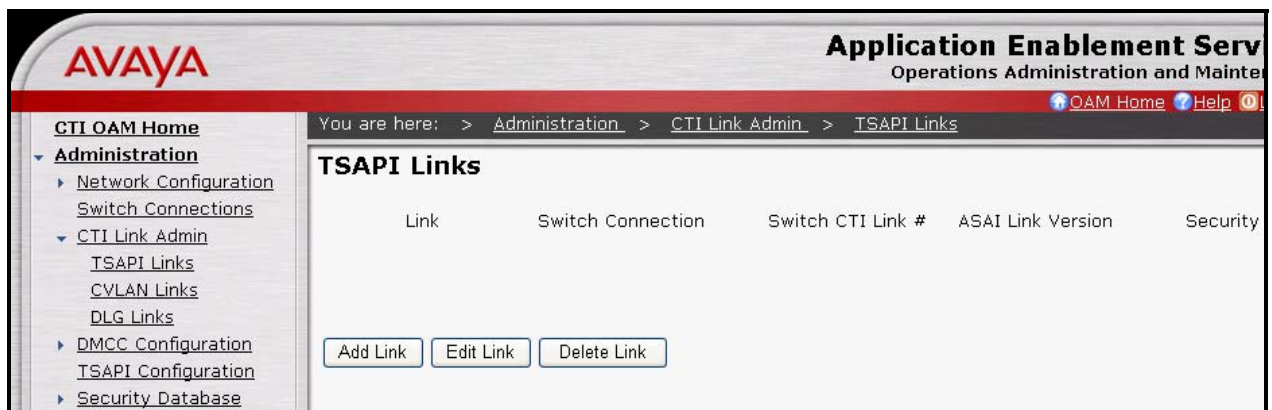 AVAYA
Application Enablement Servi
Operations Administration and Mainten
OAM Home Help
CTI OAM Home
Administration
Network Configuration
Switch Connections
CTI Link Admin
TSAPI Links
CVLAN Links
DLG Links
DMCC Configuration
TSAPI Configuration
Security Database
You are here: > Administration > CTI Link Admin > TSAPI Links
TSAPI Links
Link Switch Connection Switch CTI Link # ASAI Link Version Security
Add Link Edit Link Delete Link